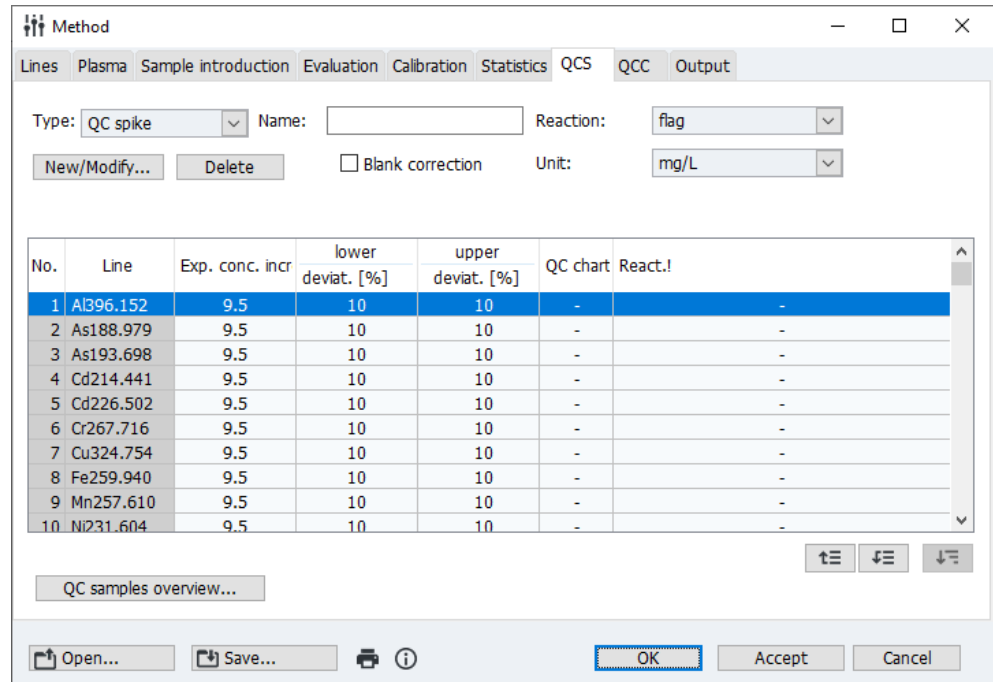 Method
Lines Plasma Sample introduction Evaluation Calibration Statistics QCS QCC Output
Type: QC spike Name: Reaction: flag
New/Modify... Delete Blank correction Unit: mg/L
No. Line Exp. conc. incr lower deviat. [%] upper deviat. [%] QC chart React.!
1 Al396.152 9.5 10 10 - -
2 As188.979 9.5 10 10 - -
3 As193.698 9.5 10 10 - -
4 Cd214.441 9.5 10 10 - -
5 Cd226.502 9.5 10 10 - -
6 Cr267.716 9.5 10 10 - -
7 Cu324.754 9.5 10 10 - -
8 Fe259.940 9.5 10 10 - -
9 Mn257.610 9.5 10 10 - -
10 Ni231.604 9.5 10 10 - -
QC samples overview...
Open... Save... OK Accept Cancel